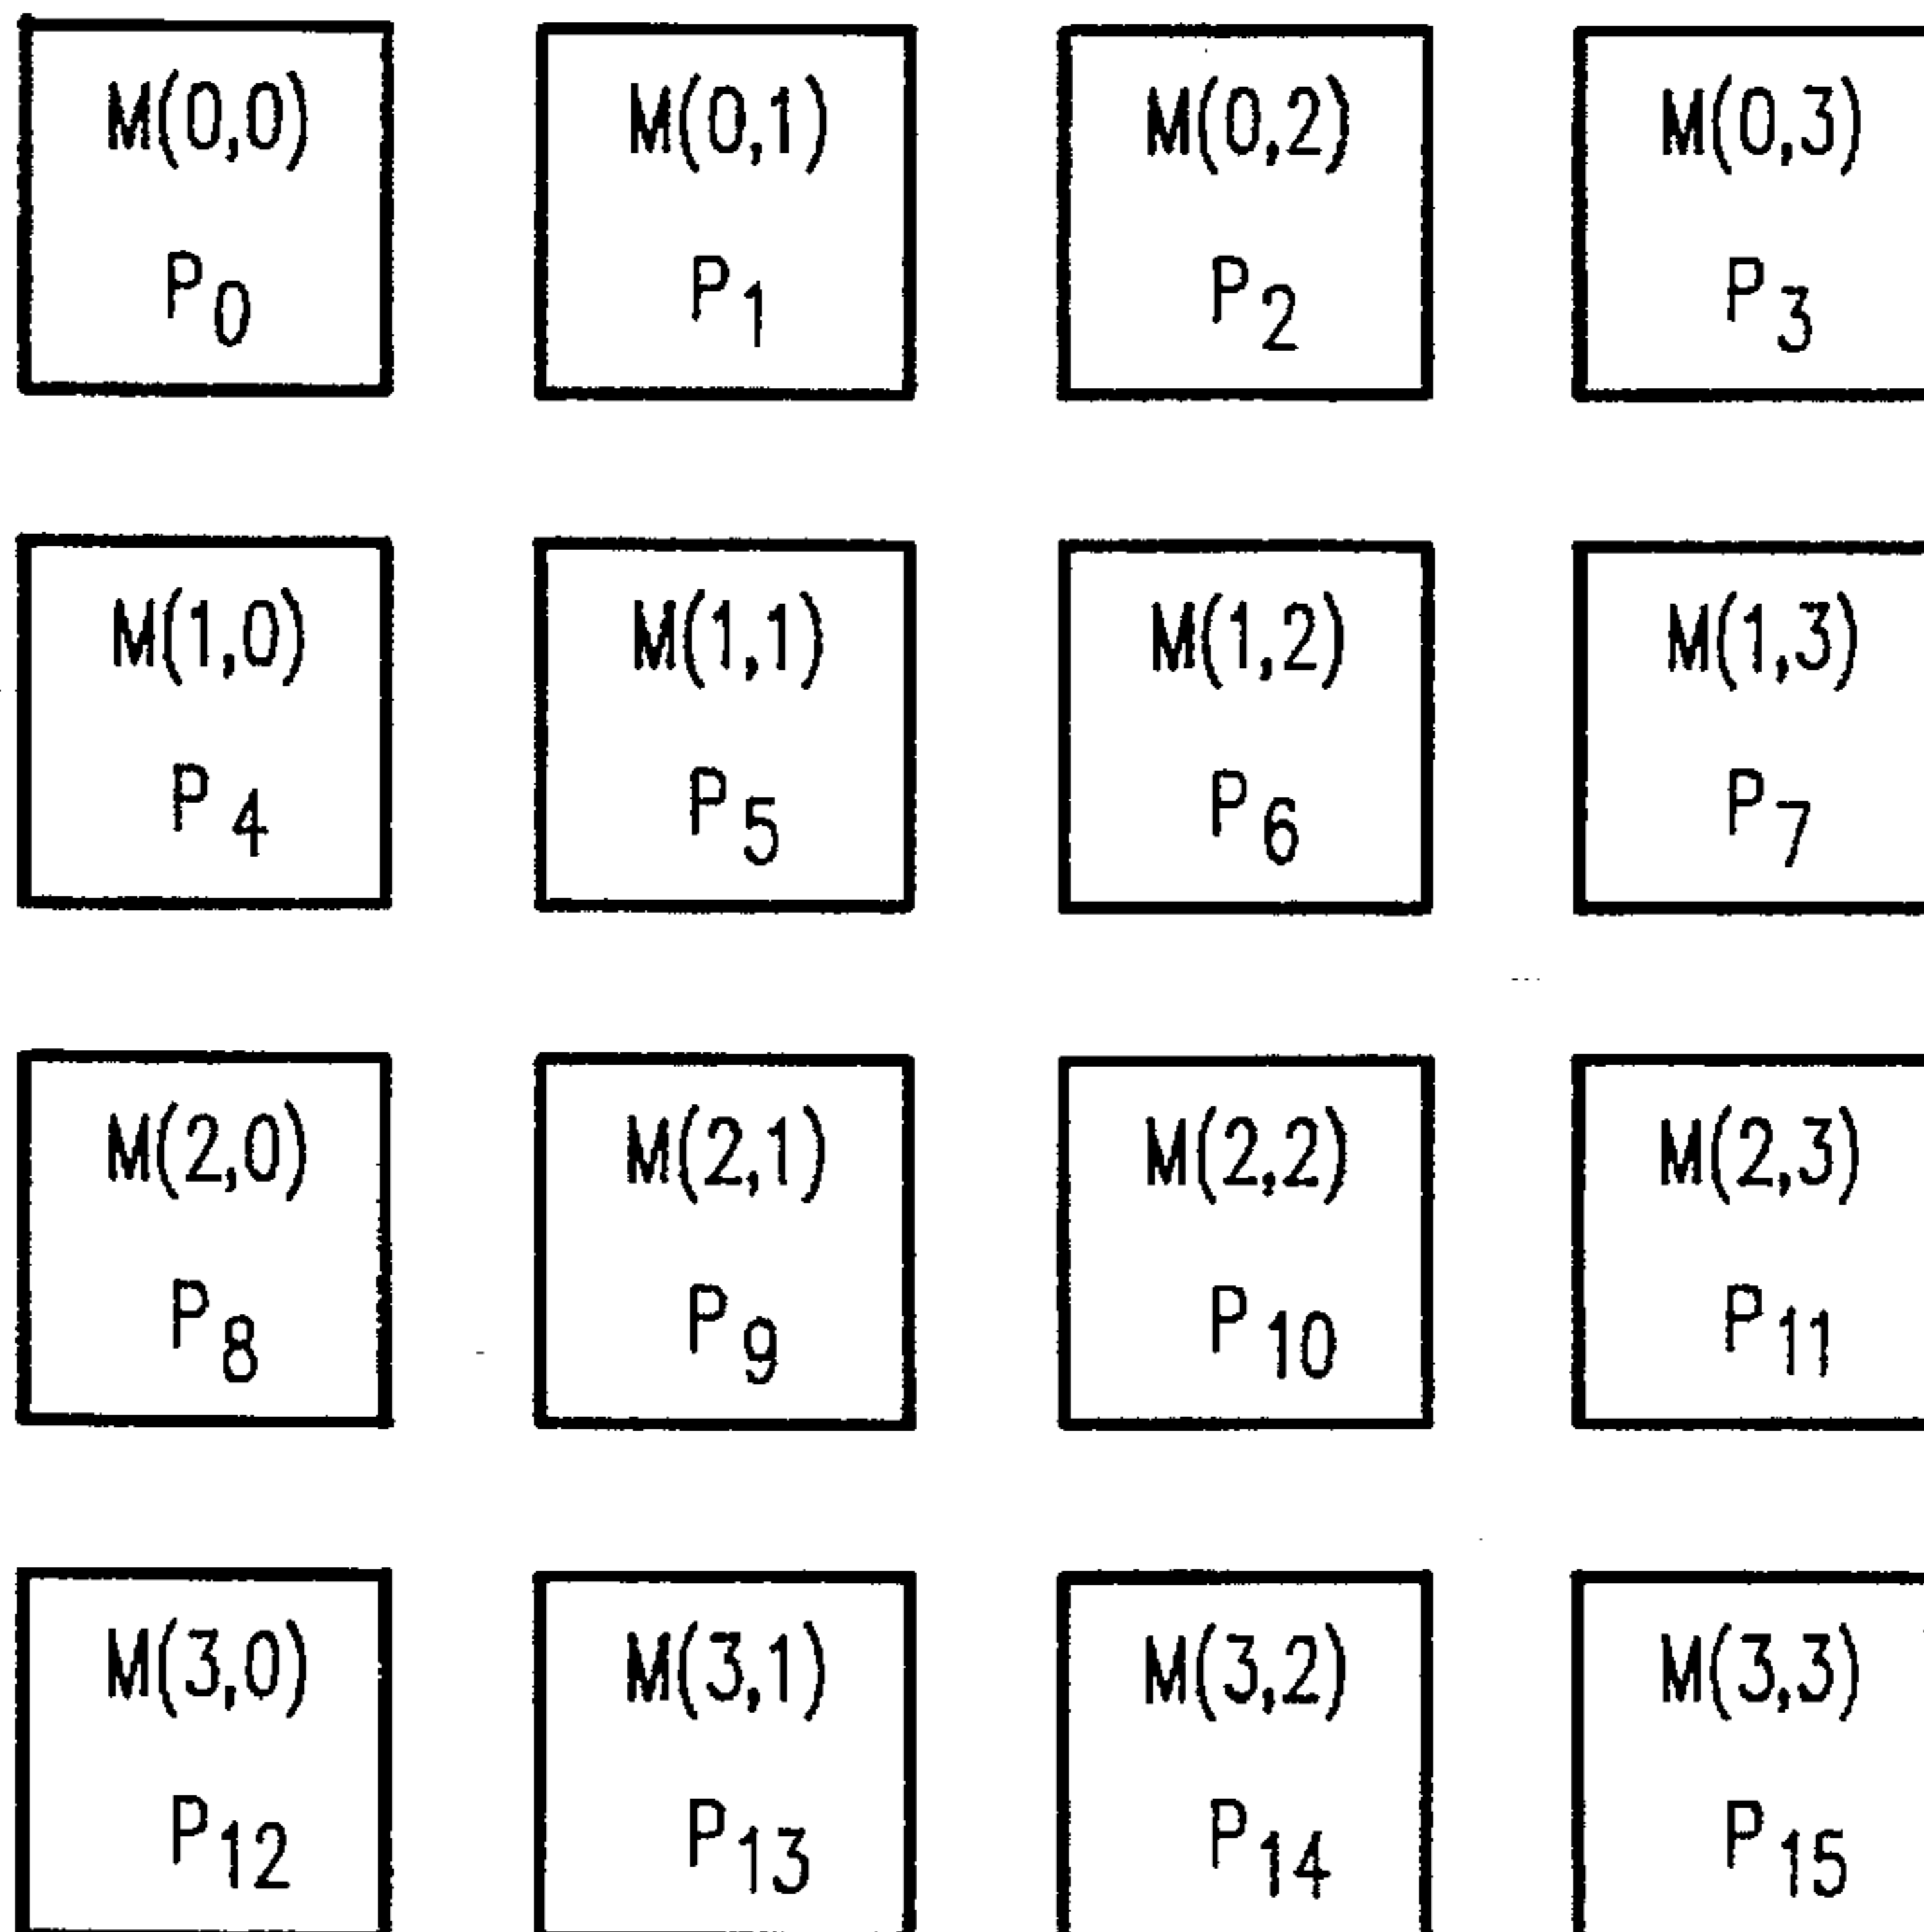 M(0,0) M(0,1) M(0,2) M(0,3)
P0 P1 P2 P3
M(1,0) M(1,1) M(1,2) M(1,3)
P4 P5 P6 P7
M(2,0) M(2,1) M(2,2) M(2,3)
P8 P9 P10 P11
M(3,0) M(3,1) M(3,2) M(3,3)
P12 P13 P14 P15